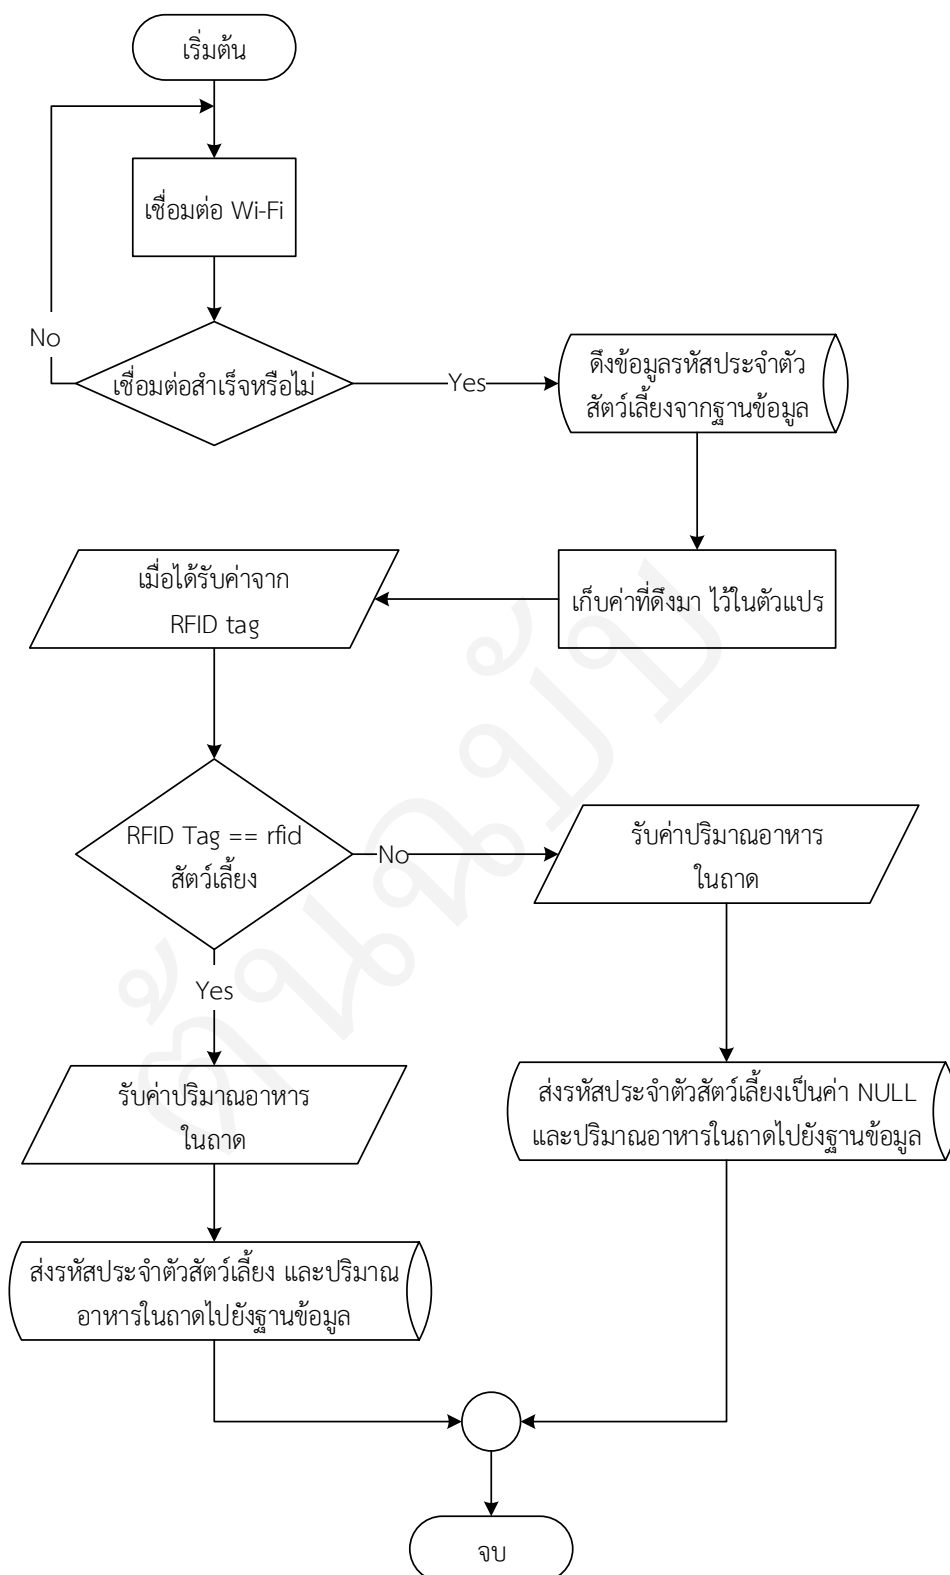 เริ่มต้น
เชื่อมต่อ Wi-Fi
No
เชื่อมต่อสำเร็จหรือไม่
Yes
ดึงข้อมูลรหัสประจำตัว
สัตว์เลี้ยงจากฐานข้อมูล
เก็บค่าที่ดึงมา ไว้ในตัวแปร
เมื่อได้รับค่าจาก
RFID tag
RFID Tag == rfid
สัตว์เลี้ยง
No
รับค่าปริมาณอาหาร
ในถาด
ส่งรหัสประจำตัวสัตว์เลี้ยงเป็นค่า NULL
และปริมาณอาหารในถาดไปยังฐานข้อมูล
Yes
รับค่าปริมาณอาหาร
ในถาด
ส่งรหัสประจำตัวสัตว์เลี้ยง และปริมาณ
อาหารในถาดไปยังฐานข้อมูล
จบ
ต้นฉบับ